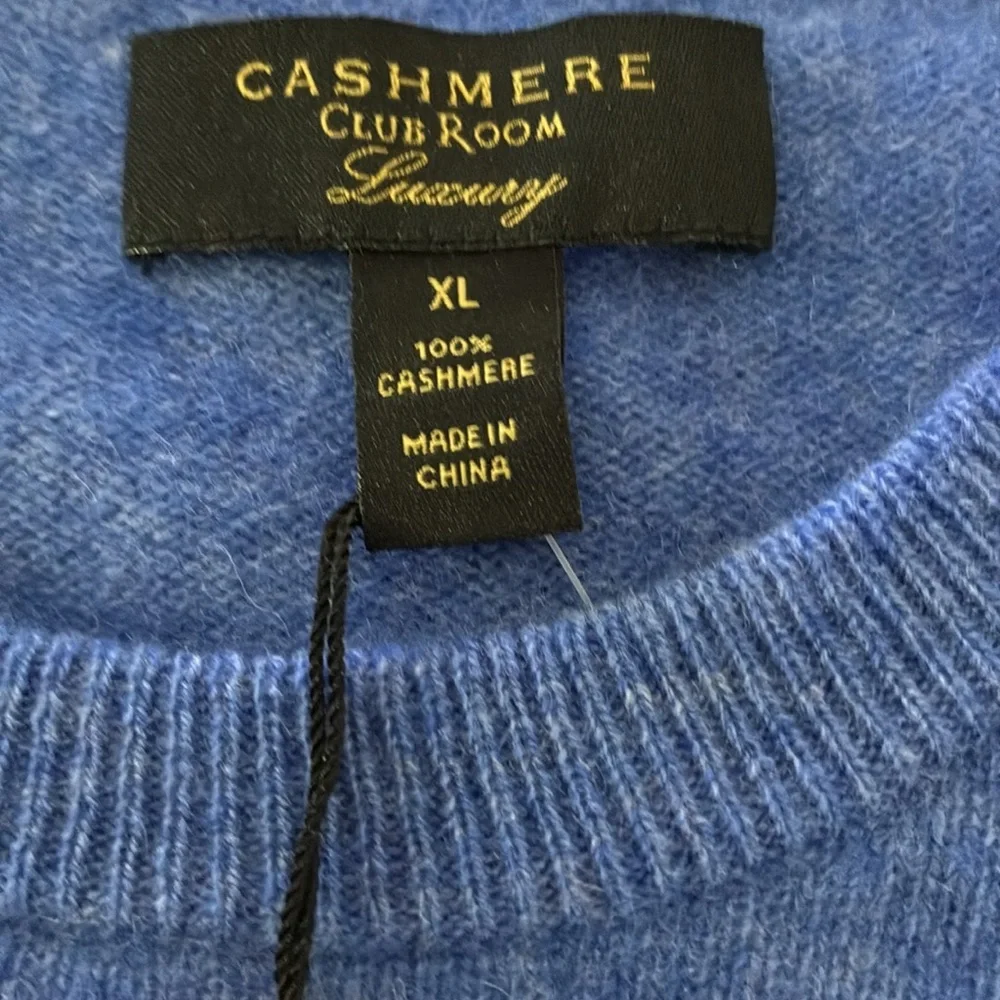 CASHMERE
CLUB ROOM
Luxury
XL
100%
CASHMERE
MADE IN
CHINA